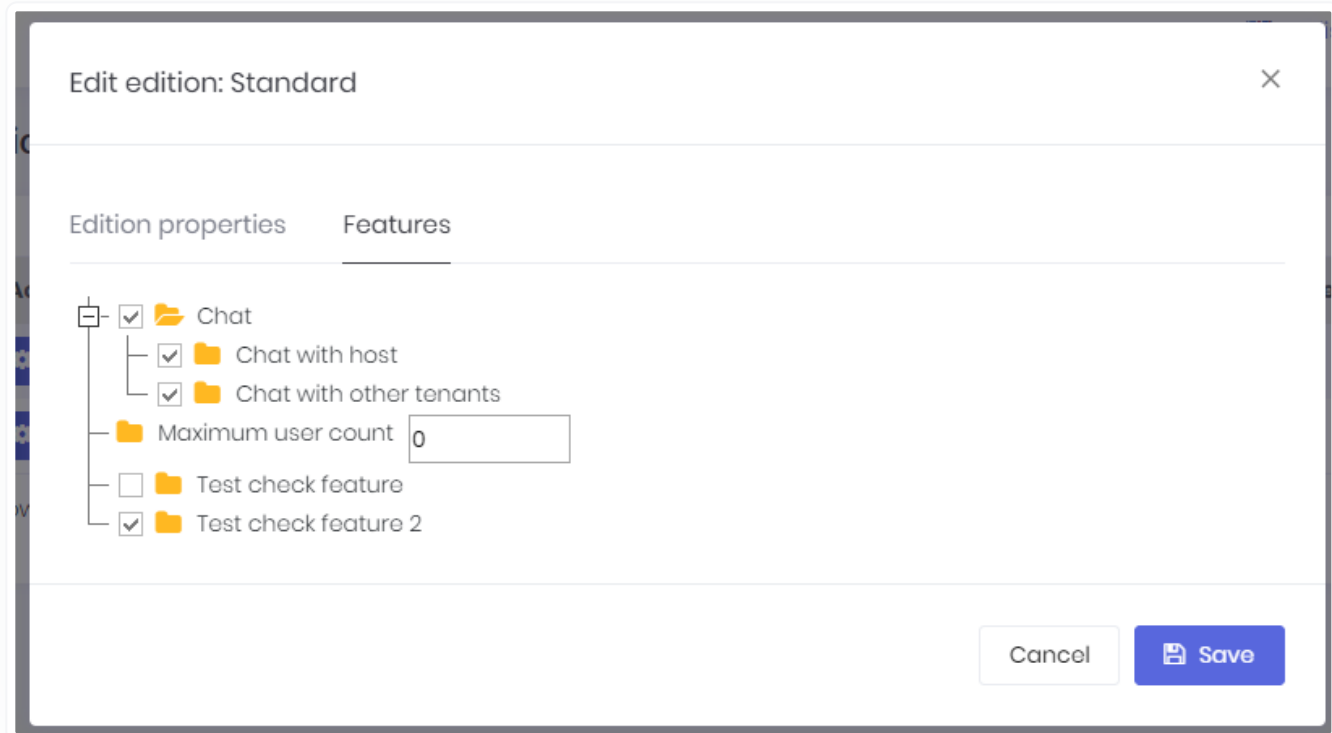 Edit edition: Standard
Edition properties Features
Chat
Chat with host
Chat with other tenants
Maximum user count 0
Test check feature
Test check feature 2
Cancel Save